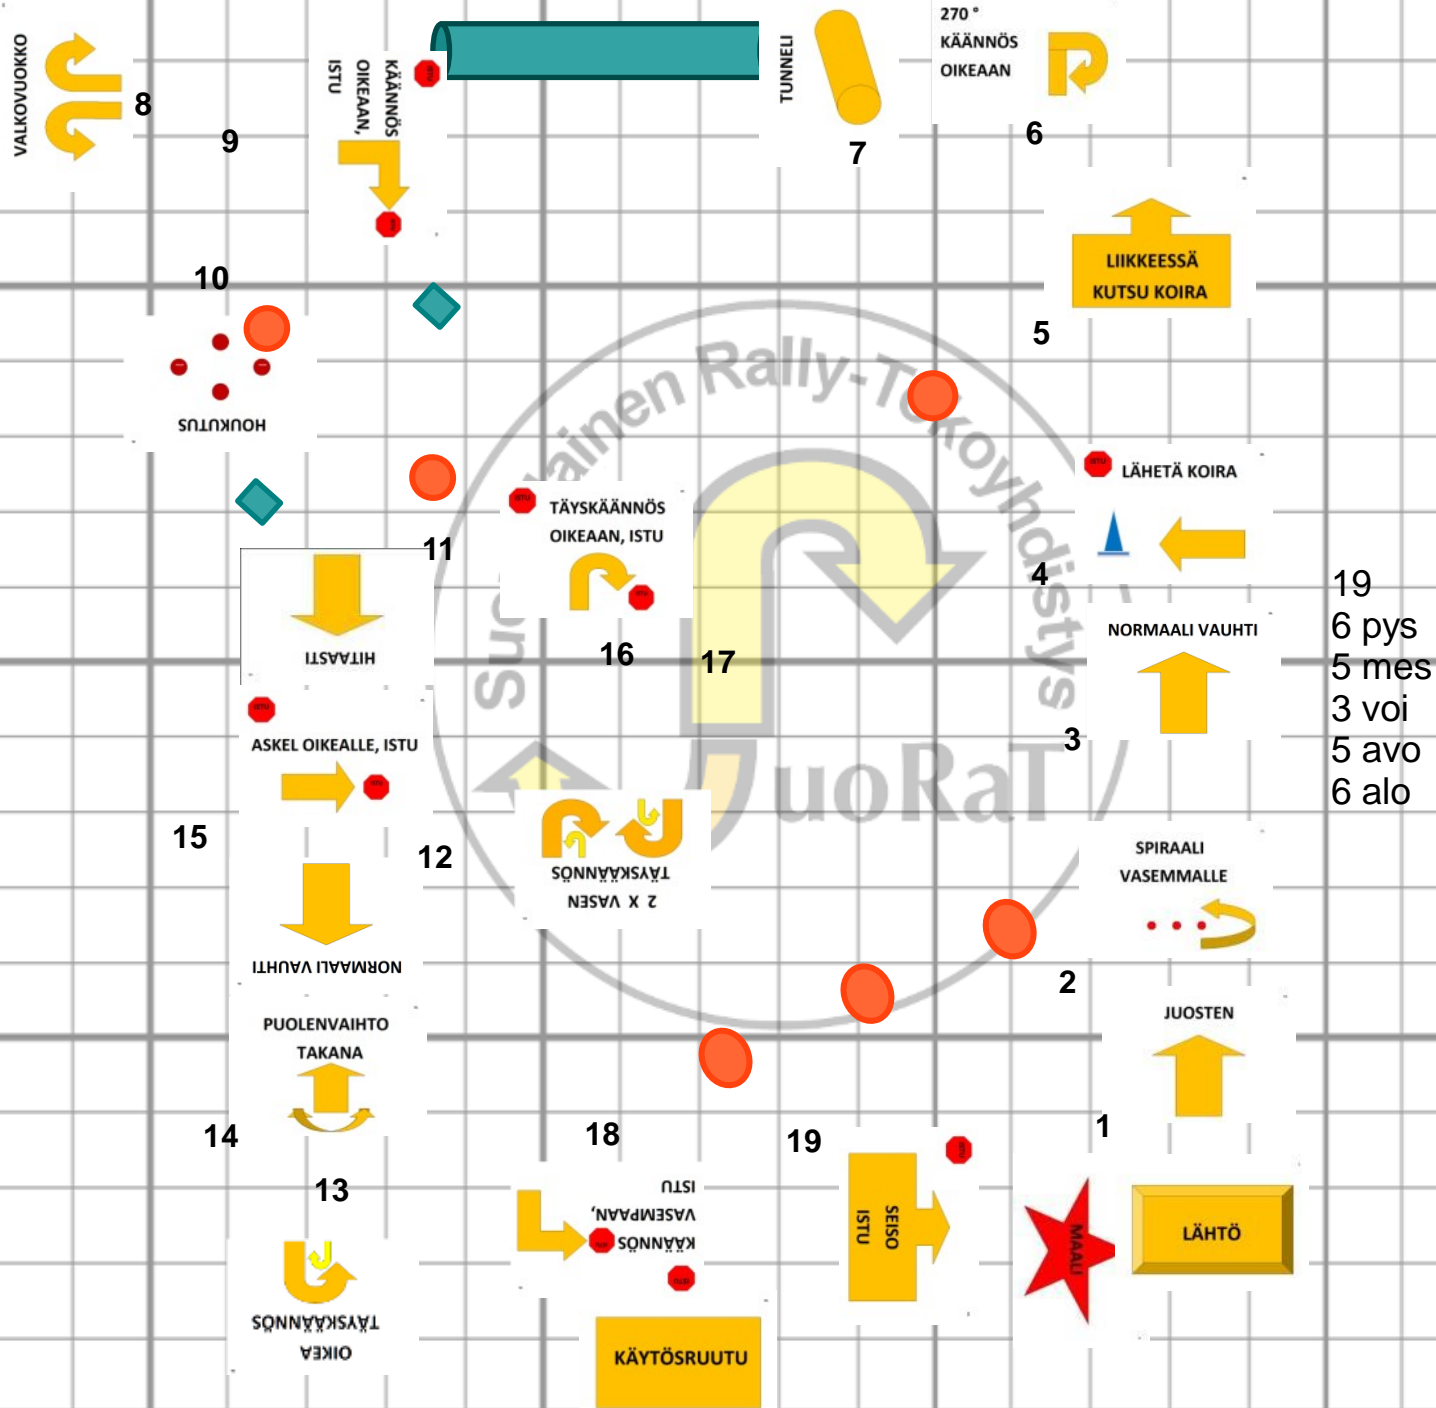 VALKOVUOKKO
8
9
KÄÄNNÖS
OIKEAAN,
ISTU
TUNNELI
7
270 °
KÄÄNNÖS
OIKEAAN
6
LIIKKEESSÄ
KUTSU KOIRA
5
10
HOUKUTUS
11
HITAASTI
TÄYSKÄÄNNÖS
OIKEAAN, ISTU
16
17
ISTU
LÄHETÄ KOIRA
4
NORMAALI VAUHTI
3
19
6 pys
5 mes
3 voi
5 avo
6 alo
ASKEL OIKEALLE, ISTU
15
12
NORMAALI VAUHTI
2 X VASEN
TÄYSKÄÄNNÖS
SPIRAALI
VASEMMALLE
2
JUOSTEN
1
PUOLENVAIHTO
TAKANA
14
13
OIKEA
TÄYSKÄÄNNÖS
18
KÄÄNNÖS
VASEMPAAN,
ISTU
19
SEISO
ISTU
MAALI
LÄHTÖ
KÄYTÖSRUUTU
Rally-Tokoyhdistys
uoRaT